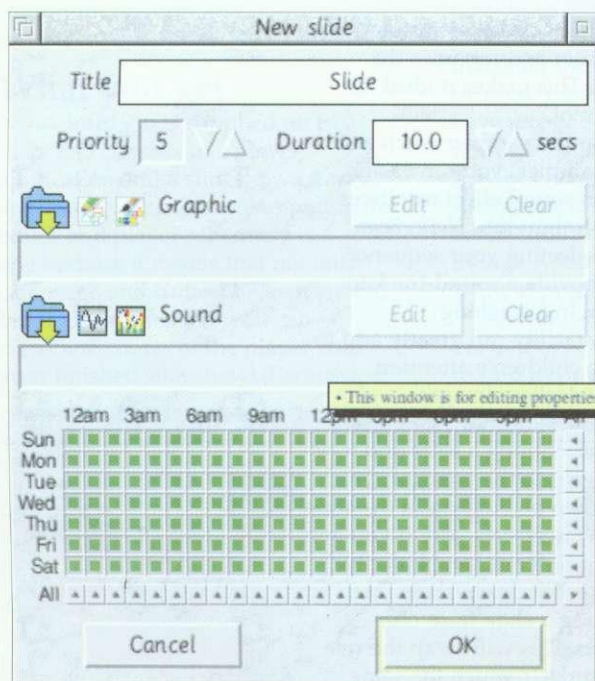 New slide
Title Slide
Priority 5 Duration 10.0 secs
Graphic Edit Clear
Sound Edit Clear
• This window is for editing propertie
12am 3am 6am 9am
Sun
Mon
Tue
Wed
Thu
Fri
Sat
All
Cancel OK